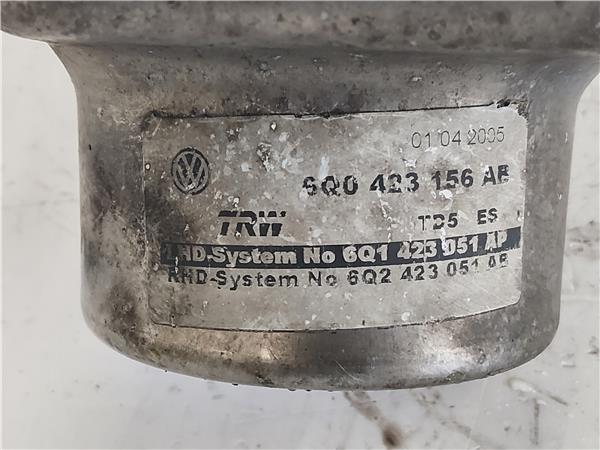 01 04 2005
6Q0 423 156 AB
TRW TD5 ES
LHD-System No 6Q1 423 051 AP
RHD-System No 6Q2 423 051 AB